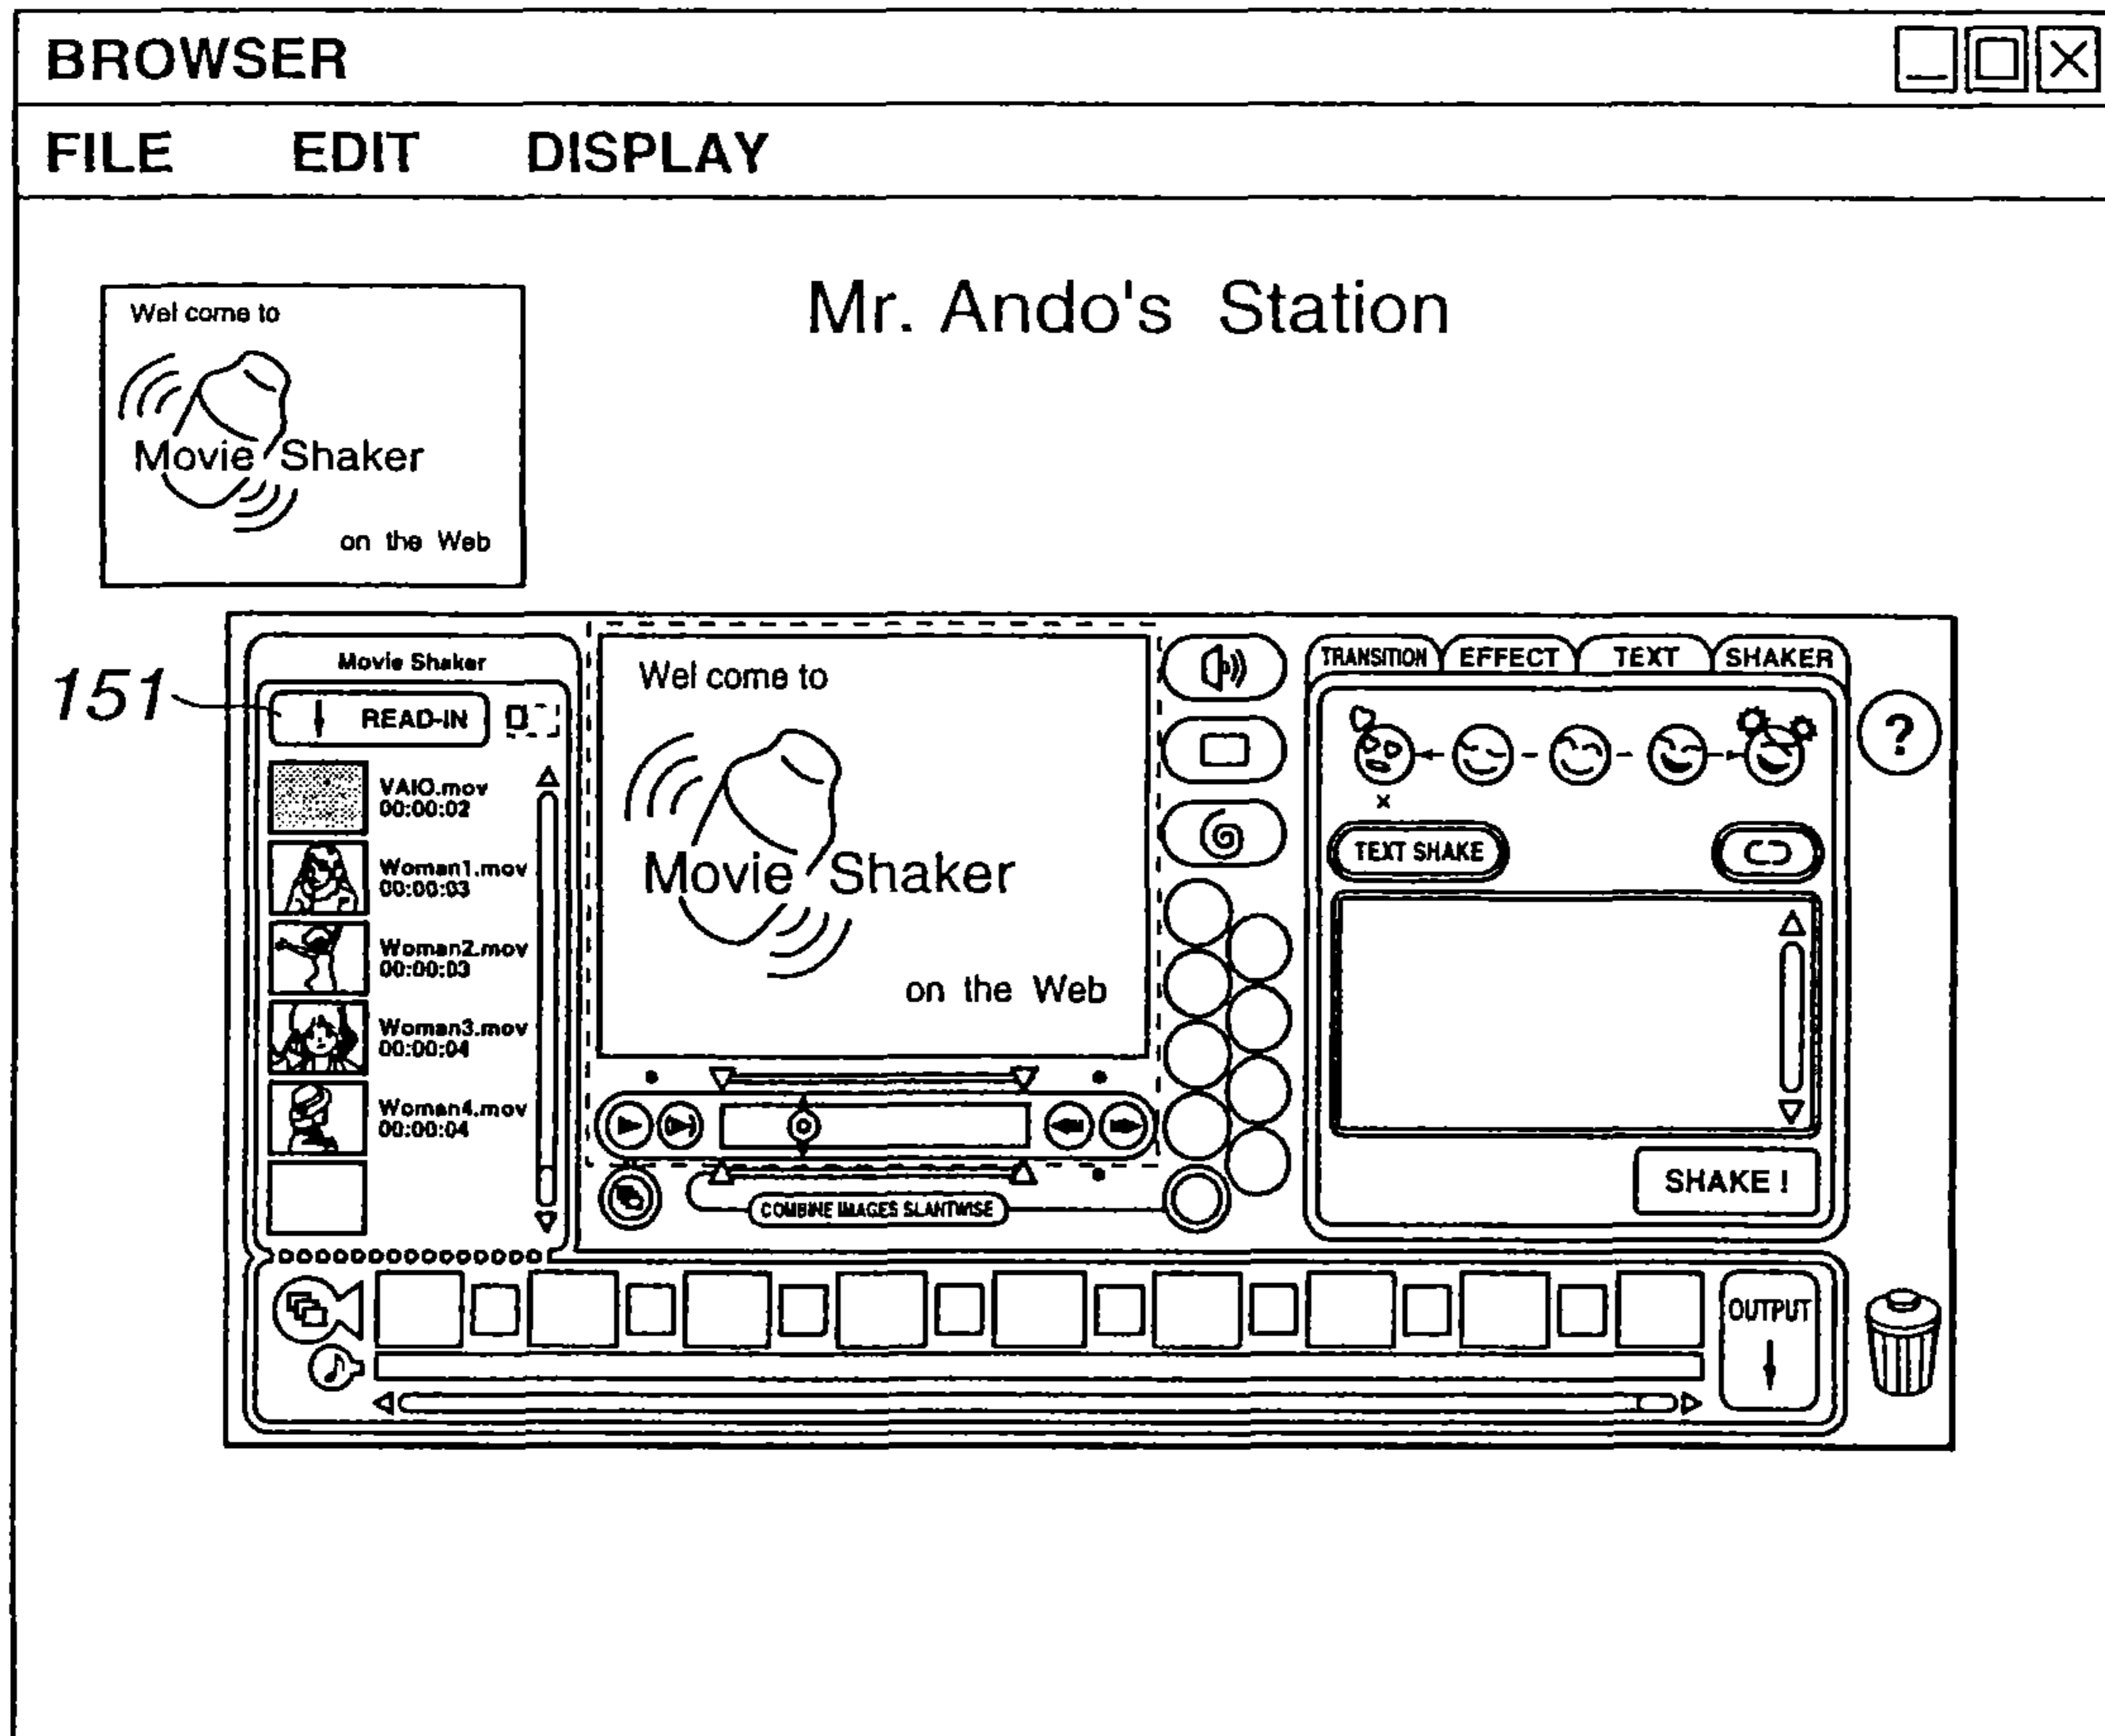 BROWSER
FILE EDIT DISPLAY
Mr. Ando's Station
Wel come to
Movie Shaker
on the Web
151
Movie Shaker
READ-IN
VAIO.mov
00:00:02
Woman1.mov
00:00:03
Woman2.mov
00:00:03
Woman3.mov
00:00:04
Woman4.mov
00:00:04
Wel come to
Movie Shaker
on the Web
COMBINE IMAGES SLANTWISE
TRANSITION EFFECT TEXT SHAKER
?
x
TEXT SHAKE
SHAKE !
OUTPUT